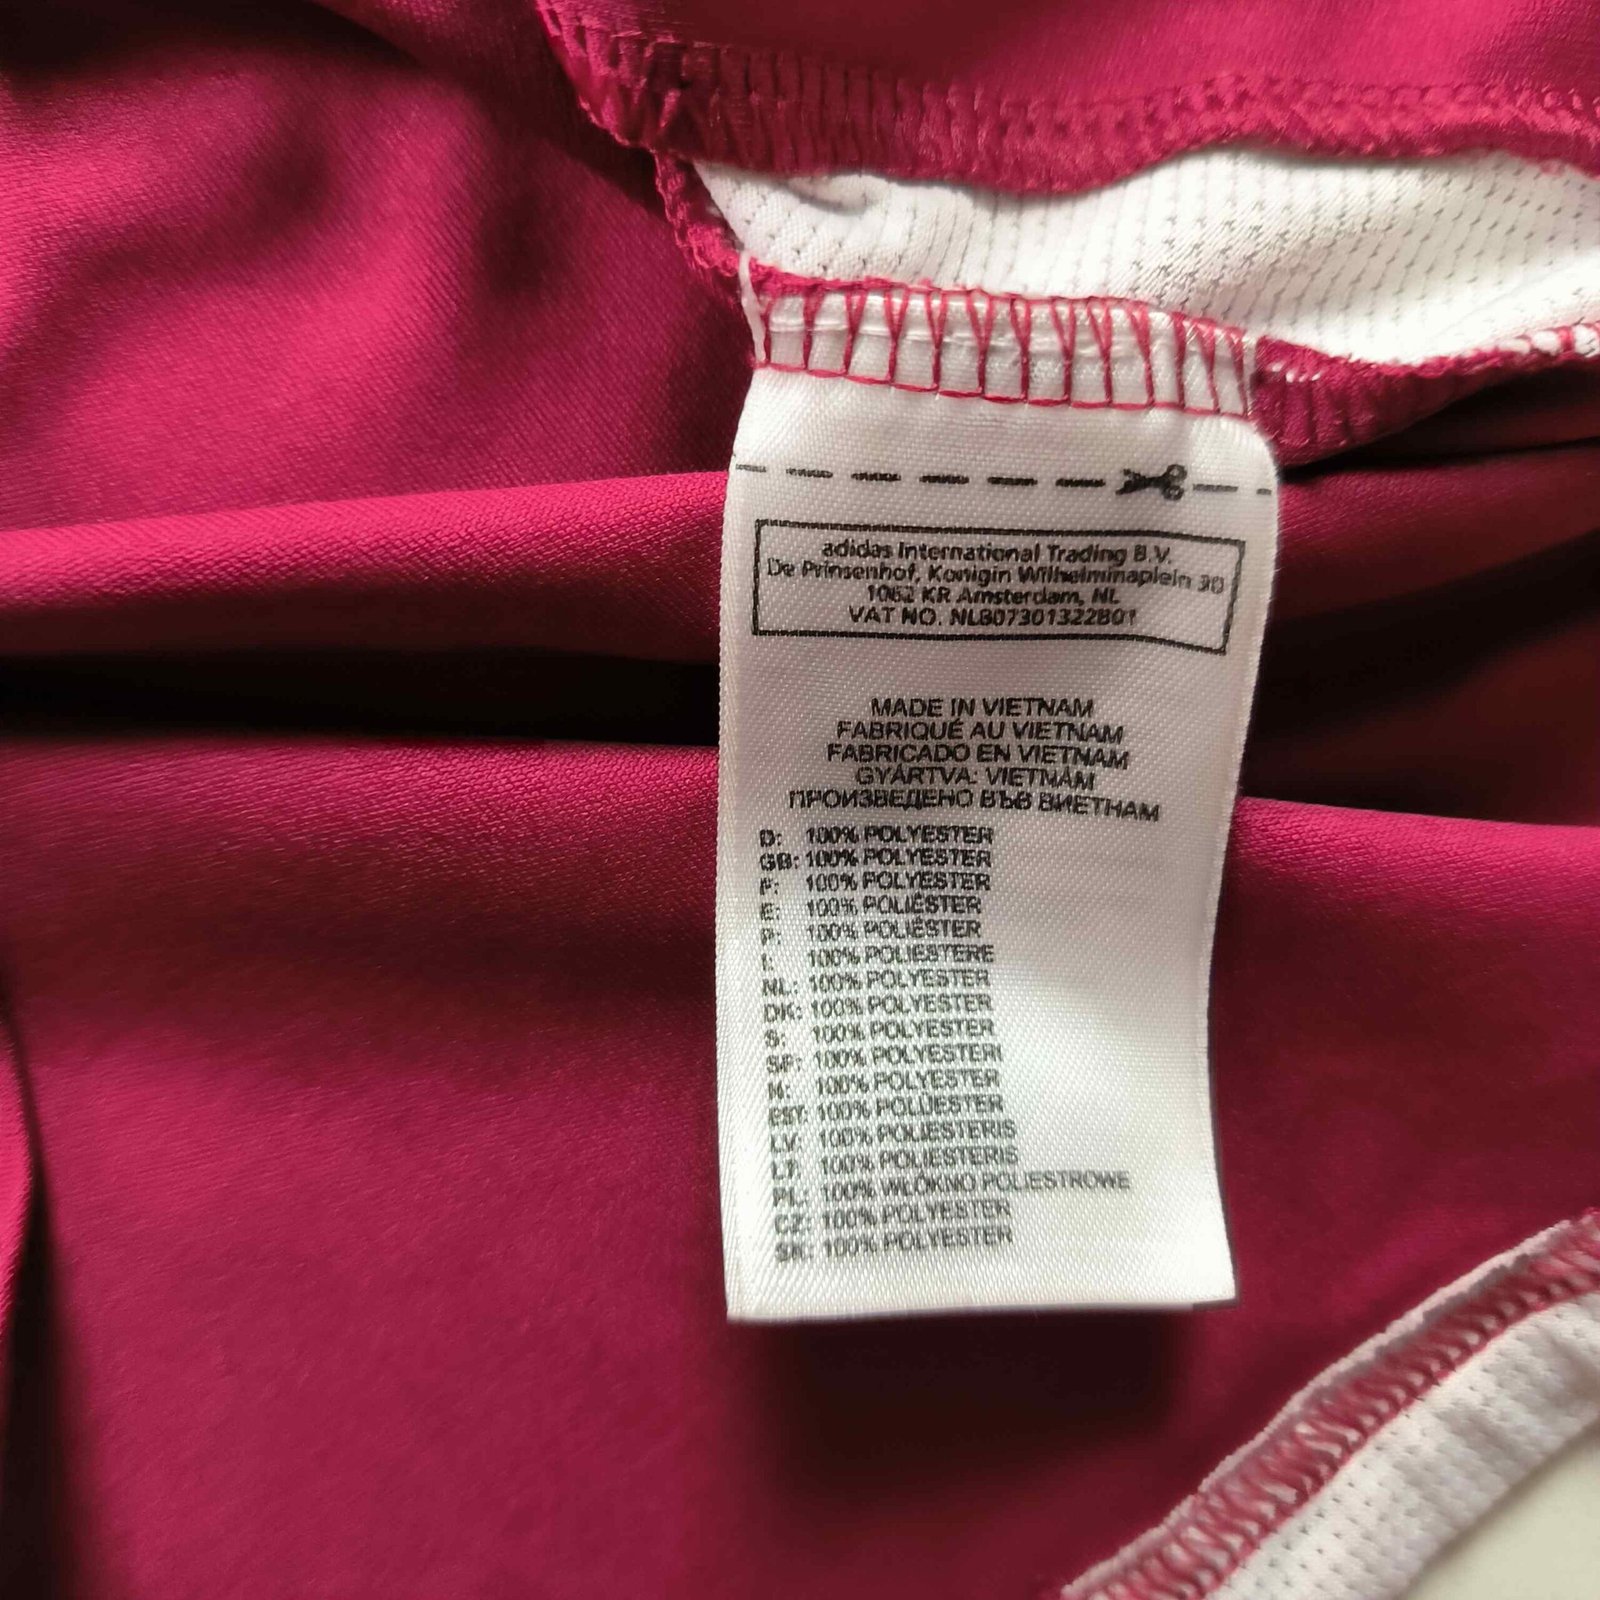 adidas International Trading B.V.
De Prinsenhof, Konigin Wilhelminaplein 30
1062 KR Amsterdam, NL
VAT NO. NL807301322B01
MADE IN VIETNAM
FABRIQUÉ AU VIETNAM
FABRICADO EN VIETNAM
GYÁRTVA: VIETNÁM
ПРОИЗВЕДЕНО ВЪВ ВИЕТНАМ
D: 100% POLYESTER
GB: 100% POLYESTER
F: 100% POLYESTER
E: 100% POLIÉSTER
P: 100% POLIÉSTER
I: 100% POLIESTERE
NL: 100% POLYESTER
DK: 100% POLYESTER
S: 100% POLYESTER
SF: 100% POLYESTERI
N: 100% POLYESTER
EST: 100% POLÜESTER
LV: 100% POLIESTERIS
LT: 100% POLIESTERIS
PL: 100% WŁÓKNO POLIESTROWE
CZ: 100% POLYESTER
SK: 100% POLYESTER